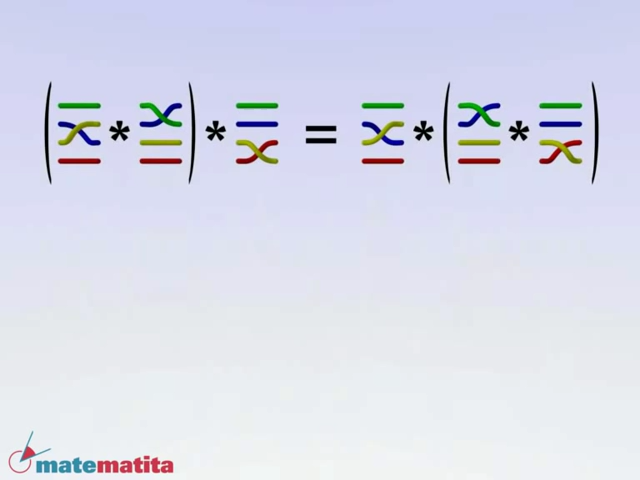 ( * ) * = * ( * )
matematita